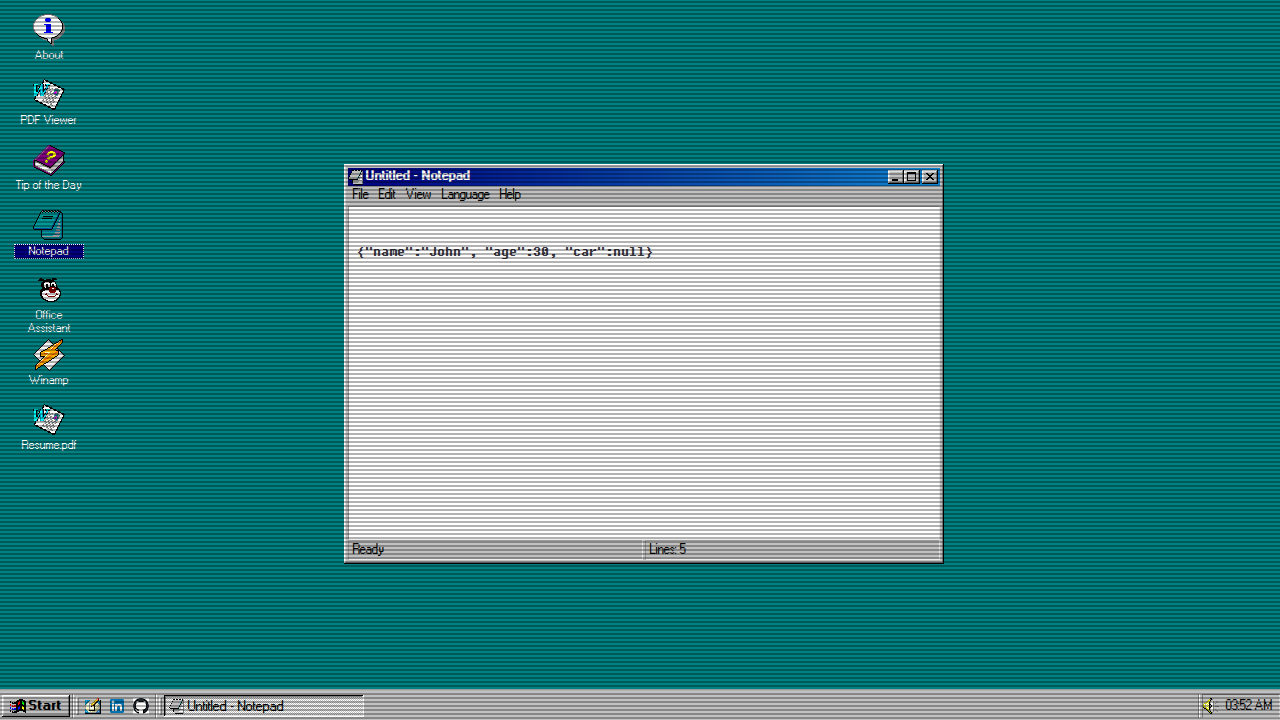 About
PDF Viewer
Tip of the Day
Notepad
Office
Assistant
Winamp
Resume.pdf
Untitled - Notepad
File Edit View Language Help
{"name":"John", "age":30, "car":null}
Ready
Lines: 5
Start
Untitled - Notepad
03:52 AM